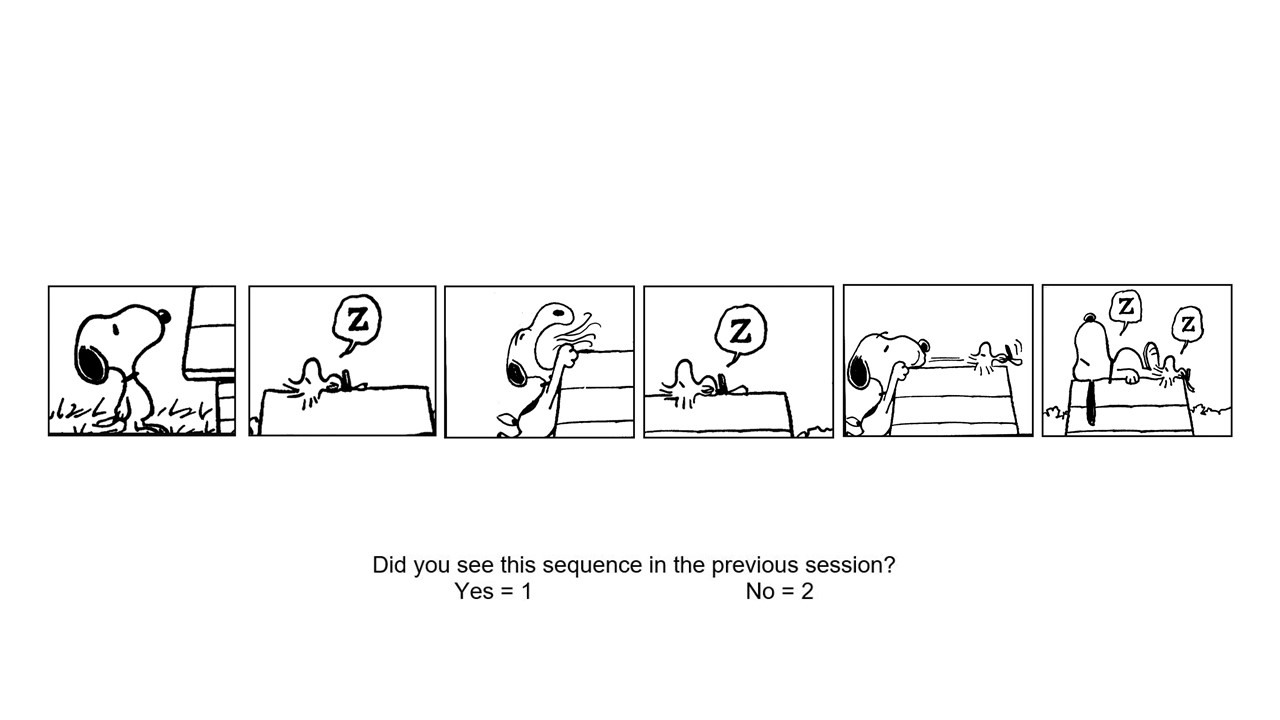 Z
Z
Z
Z
Did you see this sequence in the previous session?
Yes = 1 No = 2